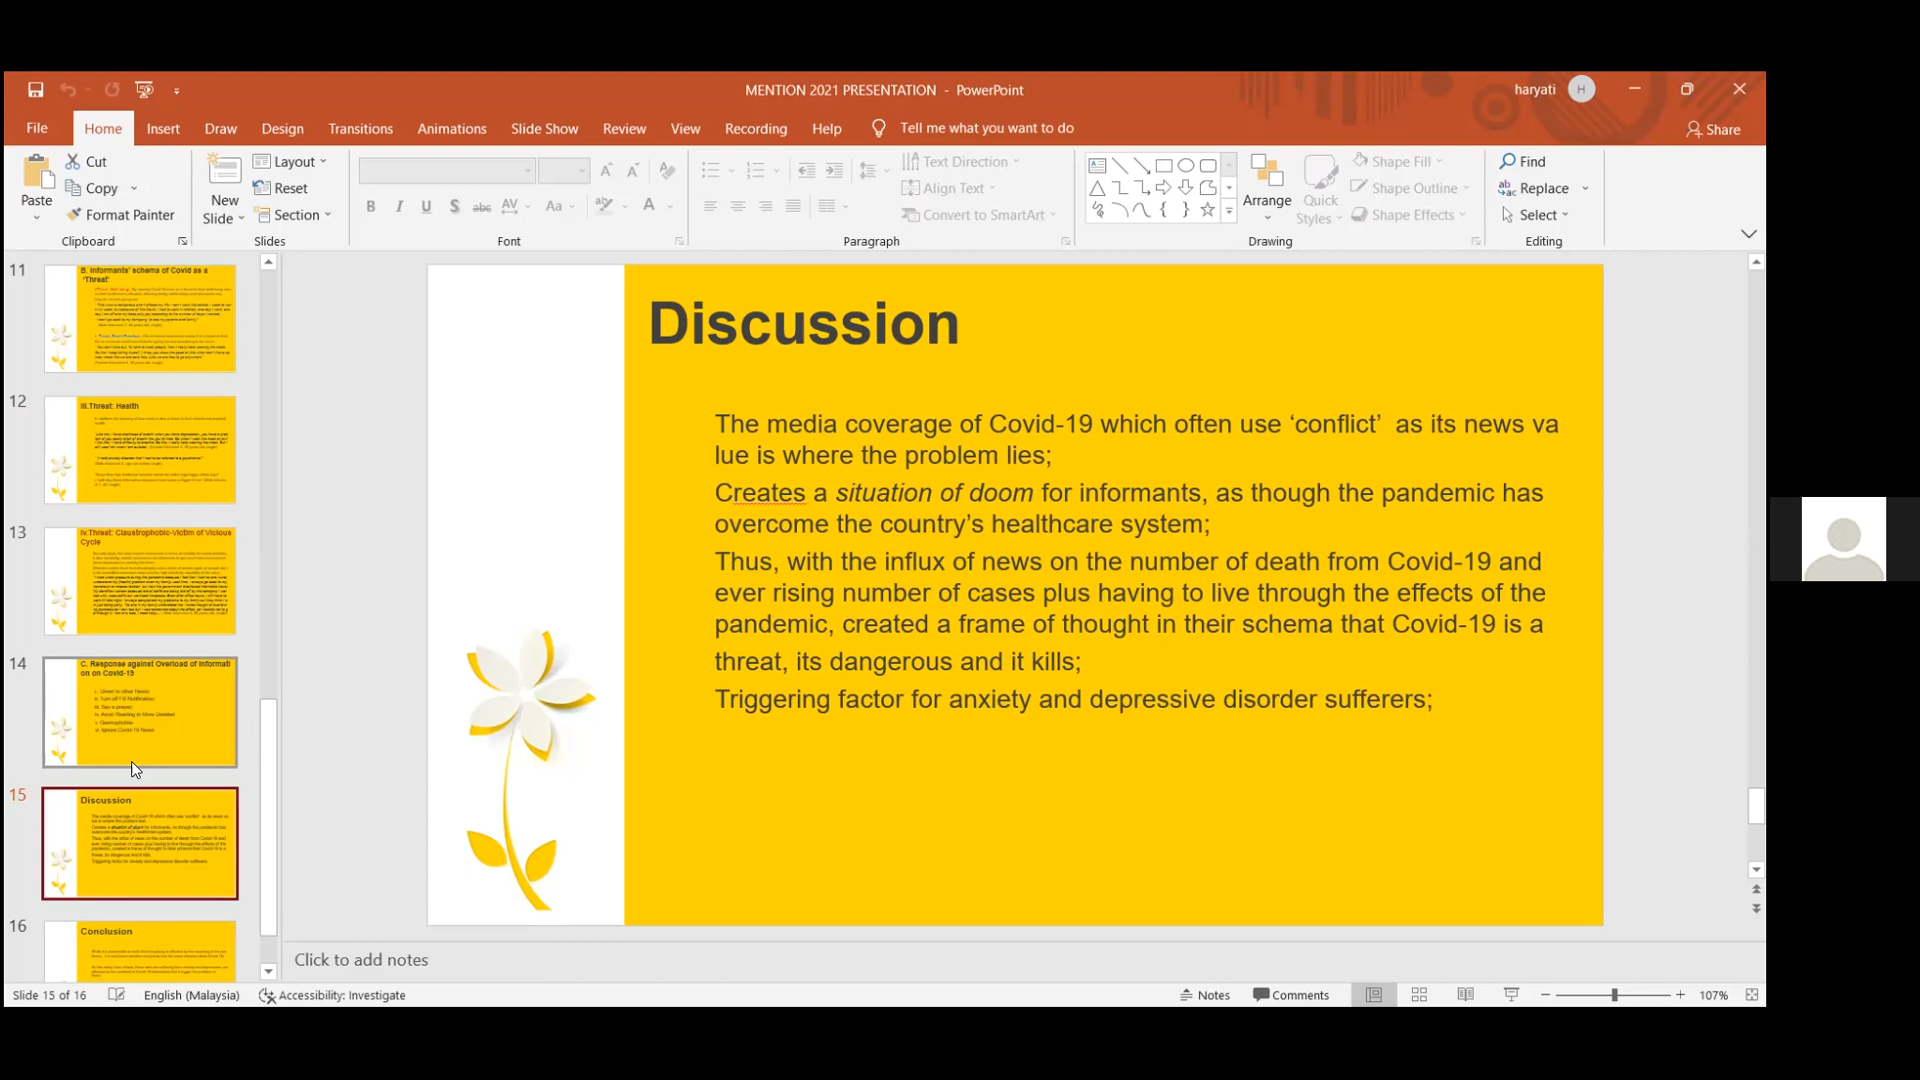 MENTION 2021 PRESENTATION - PowerPoint
haryati
H
File Home Insert Draw Design Transitions Animations Slide Show Review View Recording Help Tell me what you want to do
Share
Paste
Cut
Copy
Format Painter
Clipboard
New
Slide
Layout
Reset
Section
Slides
B I U S abc AV Aa A
Font
Text Direction
Align Text
Convert to SmartArt
Paragraph
Arrange
Quick
Styles
Shape Fill
Shape Outline
Shape Effects
Drawing
Find
Replace
Select
Editing
11
B. Informants' schema of Covid as a
'Threat'
12
III.Threat: Health
13
Iv.Threat: Claustrophobic-Victim of Vicious
Cycle
14
C. Response against Overload of Informati
on on Covid-19
15
Discussion
16
Conclusion
Discussion
The media coverage of Covid-19 which often use ‘conflict’ as its news va
lue is where the problem lies;
Creates a situation of doom for informants, as though the pandemic has
overcome the country’s healthcare system;
Thus, with the influx of news on the number of death from Covid-19 and
ever rising number of cases plus having to live through the effects of the
pandemic, created a frame of thought in their schema that Covid-19 is a
threat, its dangerous and it kills;
Triggering factor for anxiety and depressive disorder sufferers;
Click to add notes
Slide 15 of 16
English (Malaysia)
Accessibility: Investigate
Notes
Comments
107%